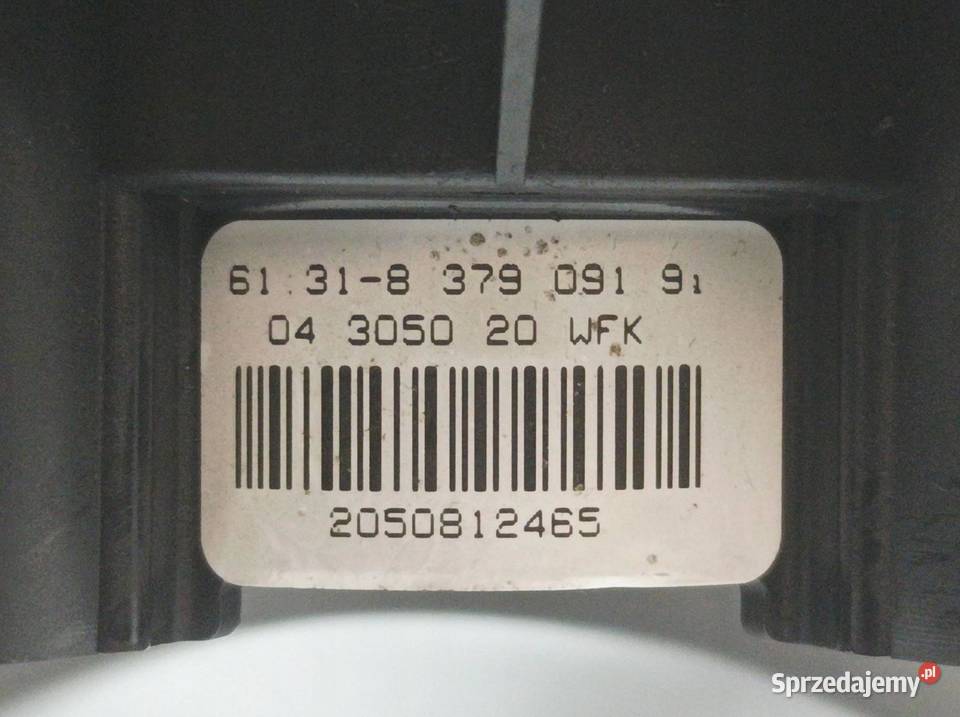 61.31-8 379 091 91
04 3050 20 WFK
2050812465
Sprzedajemy.pl